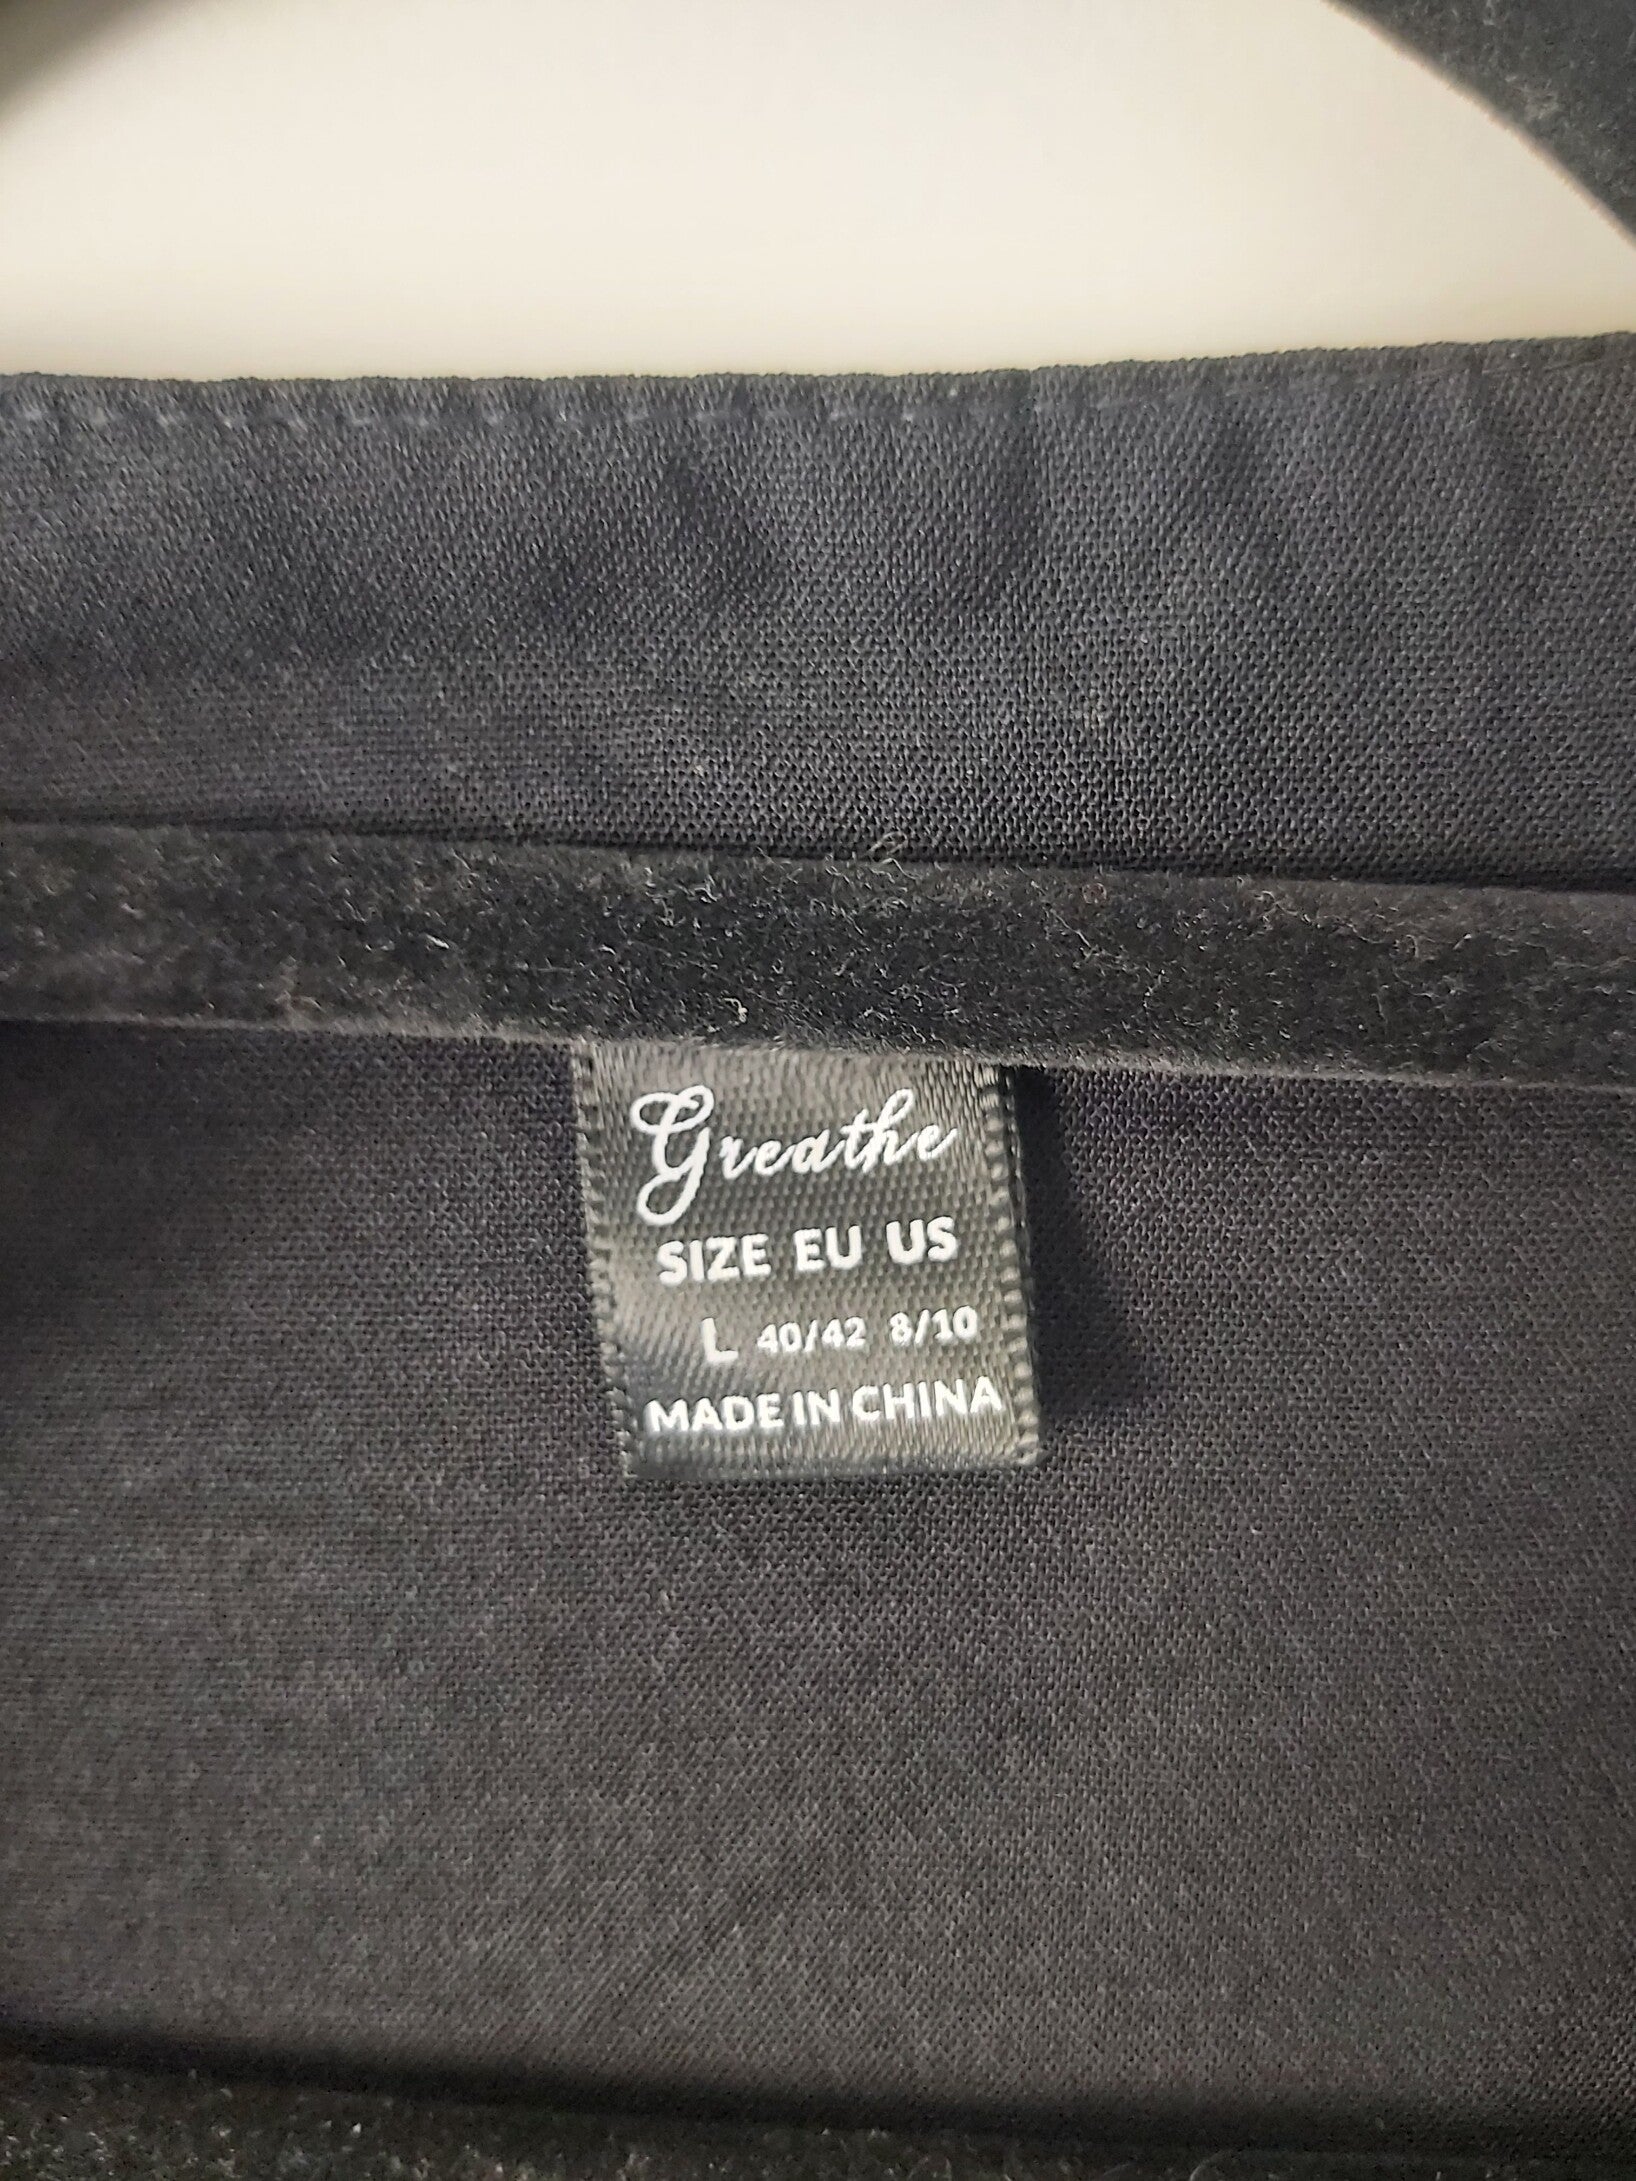 Greathe
SIZE EU US
L 40/42 8/10
MADE IN CHINA